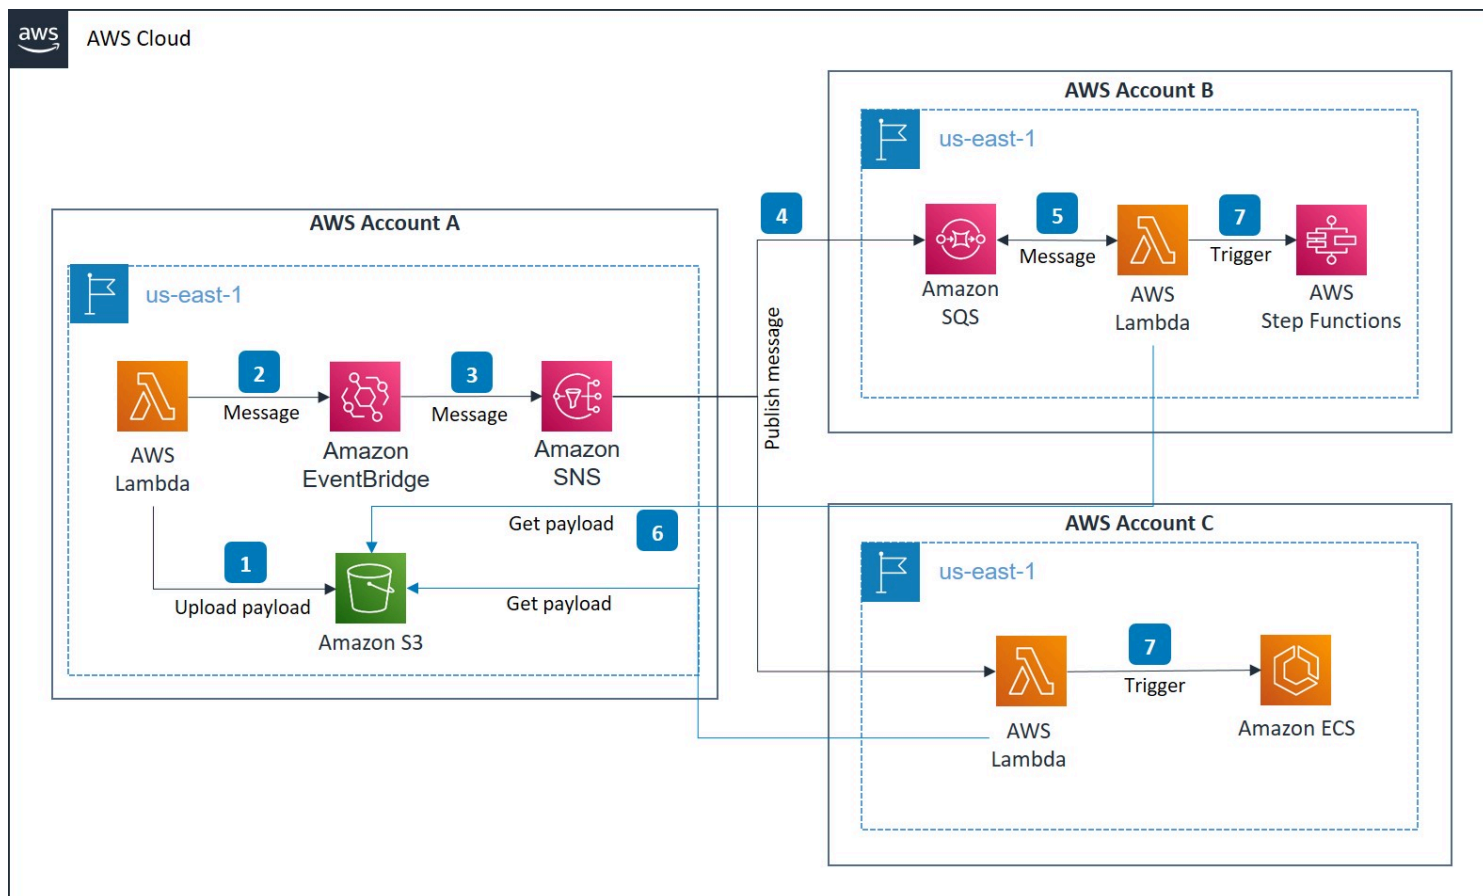 aws
AWS Cloud
AWS Account A
us-east-1
2
Message
3
Message
AWS
Lambda
Amazon
EventBridge
Amazon
SNS
1
Upload payload
Amazon S3
Get payload
6
Get payload
4
Publish message
AWS Account B
us-east-1
5
Message
7
Trigger
Amazon
SQS
AWS
Lambda
AWS
Step Functions
AWS Account C
us-east-1
7
Trigger
AWS
Lambda
Amazon ECS